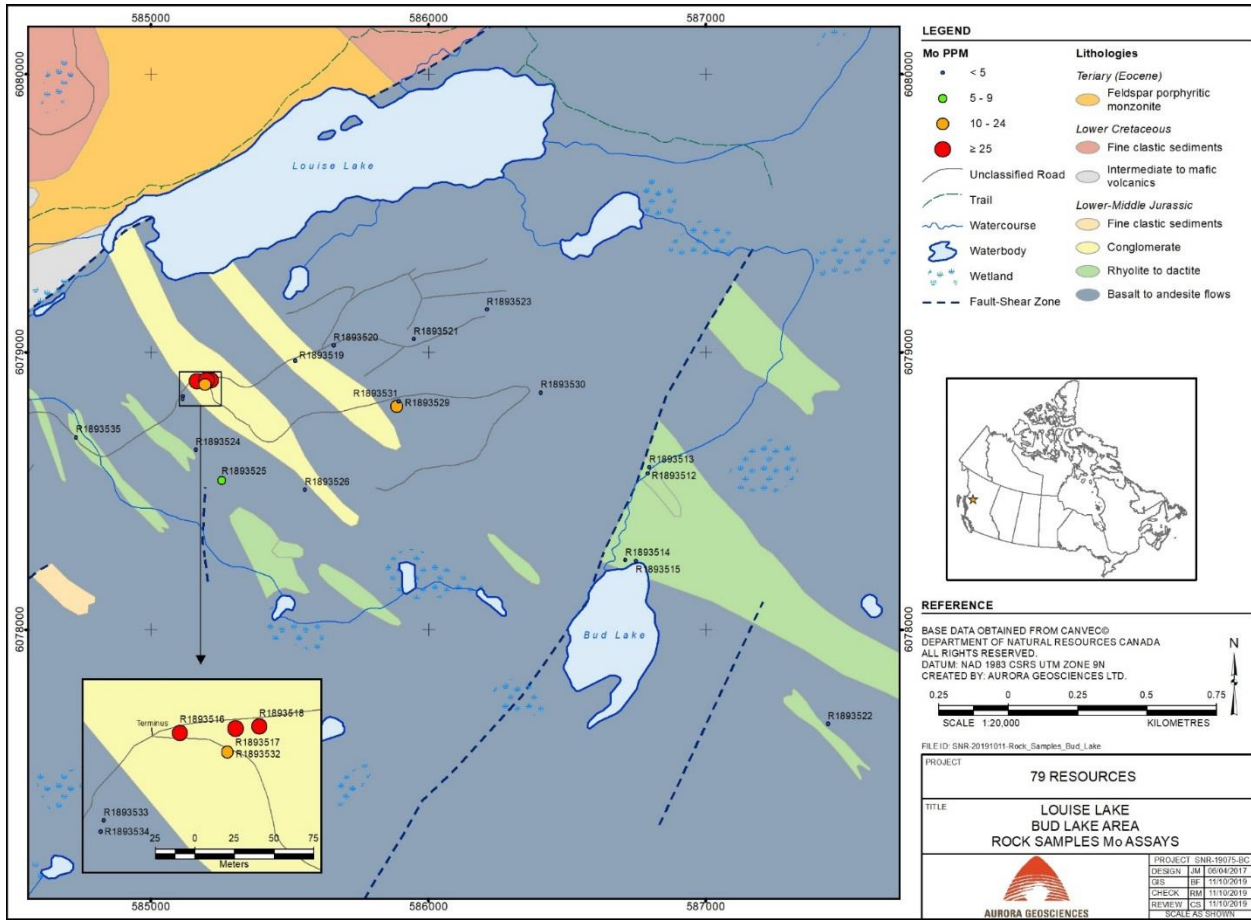 585000
586000
587000
6080000
6080000
Louise Lake
R1893523
R1893520
R1893521
6079000
6079000
R1893519
R1893531
R1893530
R1893529
R1893535
R1893524
R1893513
R1893525
R1893512
R1893526
R1893514
R1893515
6078000
6078000
Bud Lake
R1893522
Terminus
R1893516
R1893518
R1893517
R1893532
R1893533
R1893534
25 0 25 50 75
Meters
585000
586000
587000
LEGEND
Mo PPM
< 5
5 - 9
10 - 24
≥ 25
Unclassified Road
Trail
Watercourse
Waterbody
Wetland
Fault-Shear Zone
Lithologies
Teriary (Eocene)
Feldspar porphyritic
monzonite
Lower Cretaceous
Fine clastic sediments
Intermediate to mafic
volcanics
Lower-Middle Jurassic
Fine clastic sediments
Conglomerate
Rhyolite to dactite
Basalt to andesite flows
REFERENCE
BASE DATA OBTAINED FROM CANVEC©
DEPARTMENT OF NATURAL RESOURCES CANADA
ALL RIGHTS RESERVED.
DATUM: NAD 1983 CSRS UTM ZONE 9N
CREATED BY: AURORA GEOSCIENCES LTD.
N
0.25 0 0.25 0.50 0.75
SCALE 1:20,000 KILOMETRES
FILE ID: SNR-20191011-Rock_Samples_Bud_Lake
PROJECT
79 RESOURCES
TITLE
LOUISE LAKE
BUD LAKE AREA
ROCK SAMPLES Mo ASSAYS
AURORA GEOSCIENCES
PROJECT SNR-19075-BC
DESIGN JM 06/04/2017
GIS BF 11/10/2019
CHECK RM 11/10/2019
REVIEW CS 11/10/2019
SCALE AS SHOWN